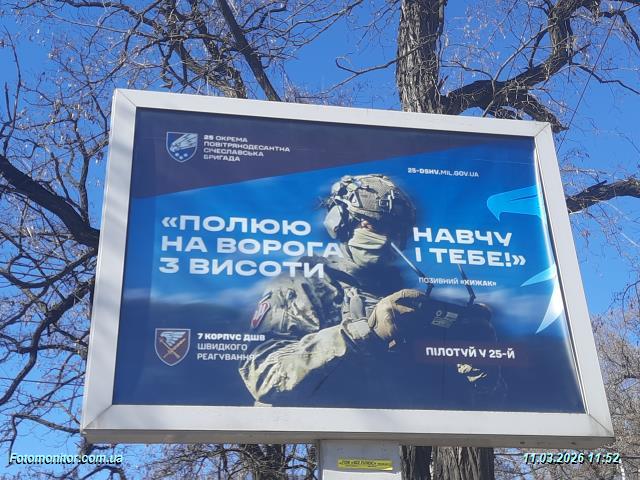 25 ОКРЕМА
ПОВІТРЯНОДЕСАНТНА
СІЧЕСЛАВСЬКА
БРИГАДА
25-DSHV.MIL.GOV.UA
«ПОЛЮЮ
НА ВОРОГА
З ВИСОТИ
НАВЧУ
І ТЕБЕ!»
ПОЗИВНИЙ «ХИЖАК»
7 КОРПУС ДШВ
ШВИДКОГО
РЕАГУВАННЯ
ПІЛОТУЙ У 25-Й
Fotomonitor.com.ua
11.03.2026 11:52